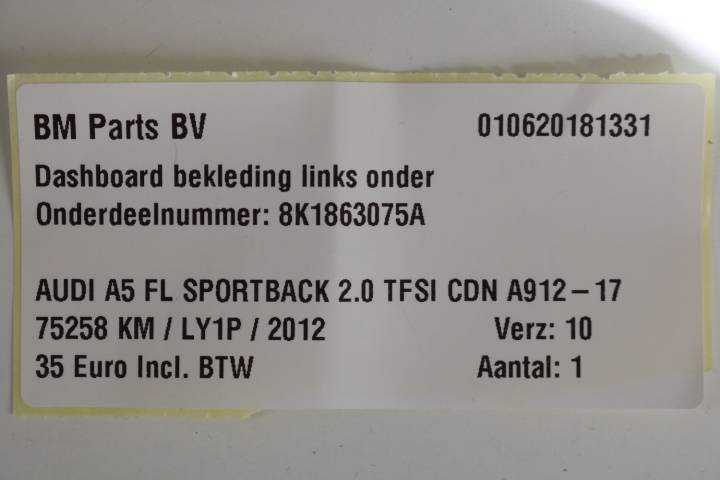 BM Parts BV 010620181331
Dashboard bekleding links onder
Onderdeelnummer: 8K1863075A
AUDI A5 FL SPORTBACK 2.0 TFSI CDN A912-17
75258 KM / LY1P / 2012 Verz: 10
35 Euro Incl. BTW Aantal: 1